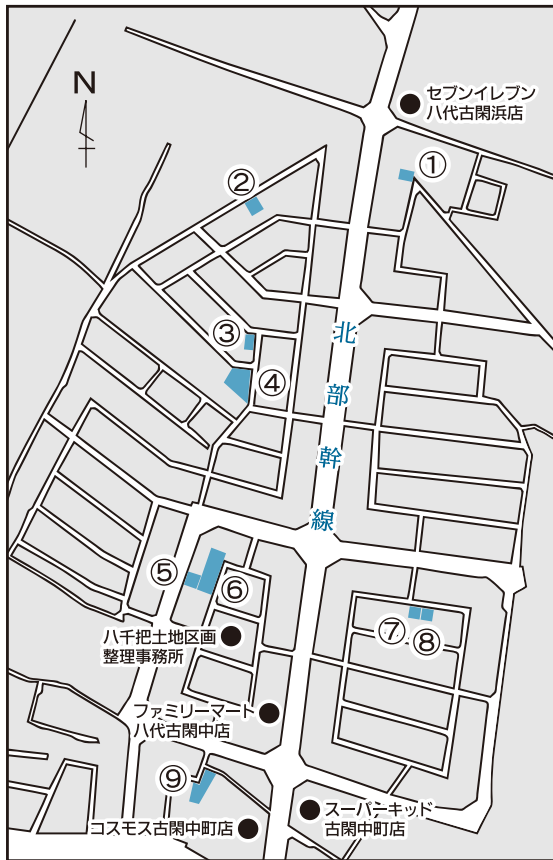 N
セブンイレブン
八代古閑浜店
①
②
③
④
北部幹線
⑤
⑥
⑦
⑧
八千把土地区画
整理事務所
ファミリーマート
八代古閑中店
⑨
スーパーキッド
古閑中町店
コスモス古閑中町店